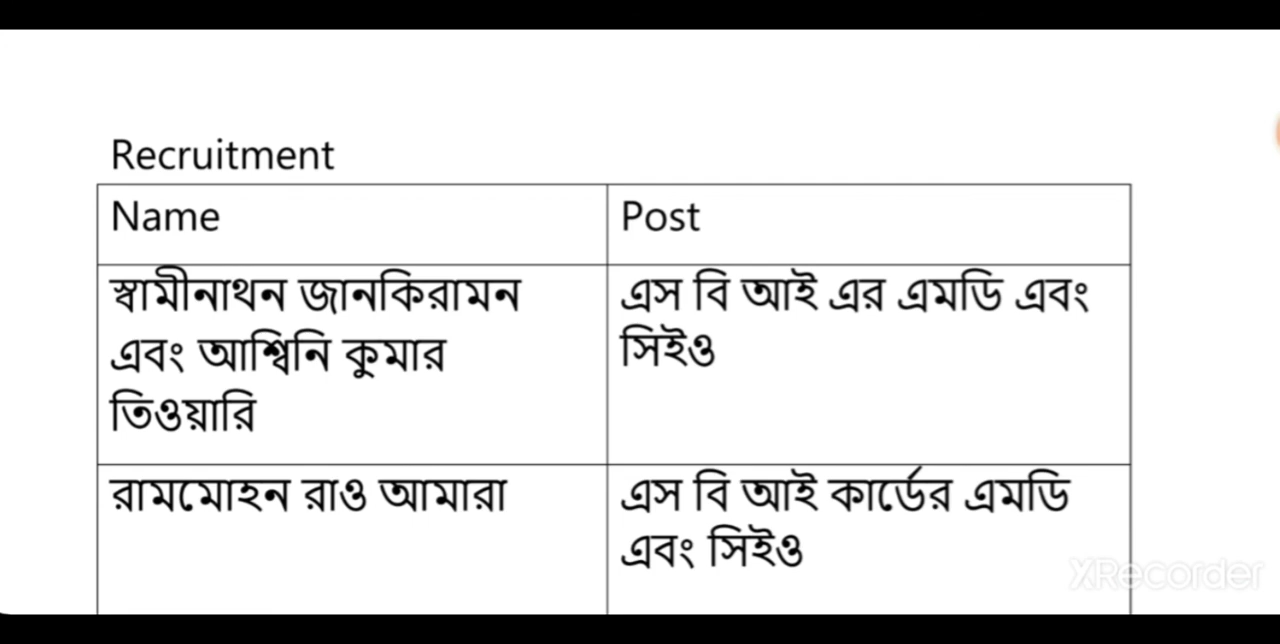 Recruitment
Name
Post
স্বামীনাথন জানকিরামন
এবং আশ্বিনি কুমার
তিওয়ারি
এস বি আই এর এমডি এবং
সিইও
রামমোহন রাও আমারা
এস বি আই কার্ডের এমডি
এবং সিইও
XRecorder